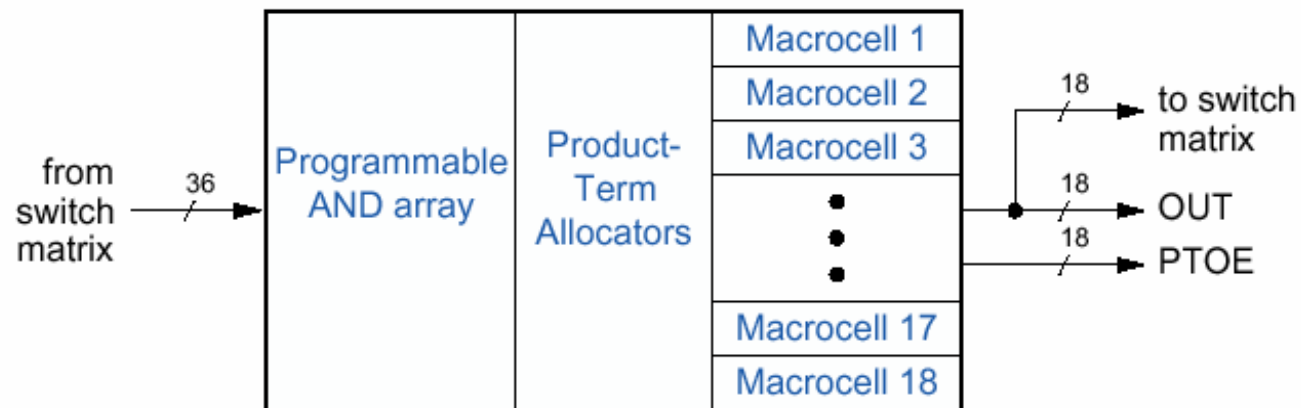 from
switch
matrix
36
Programmable
AND array
Product-
Term
Allocators
Macrocell 1
Macrocell 2
Macrocell 3
Macrocell 17
Macrocell 18
18
to switch
matrix
18
OUT
18
PTOE